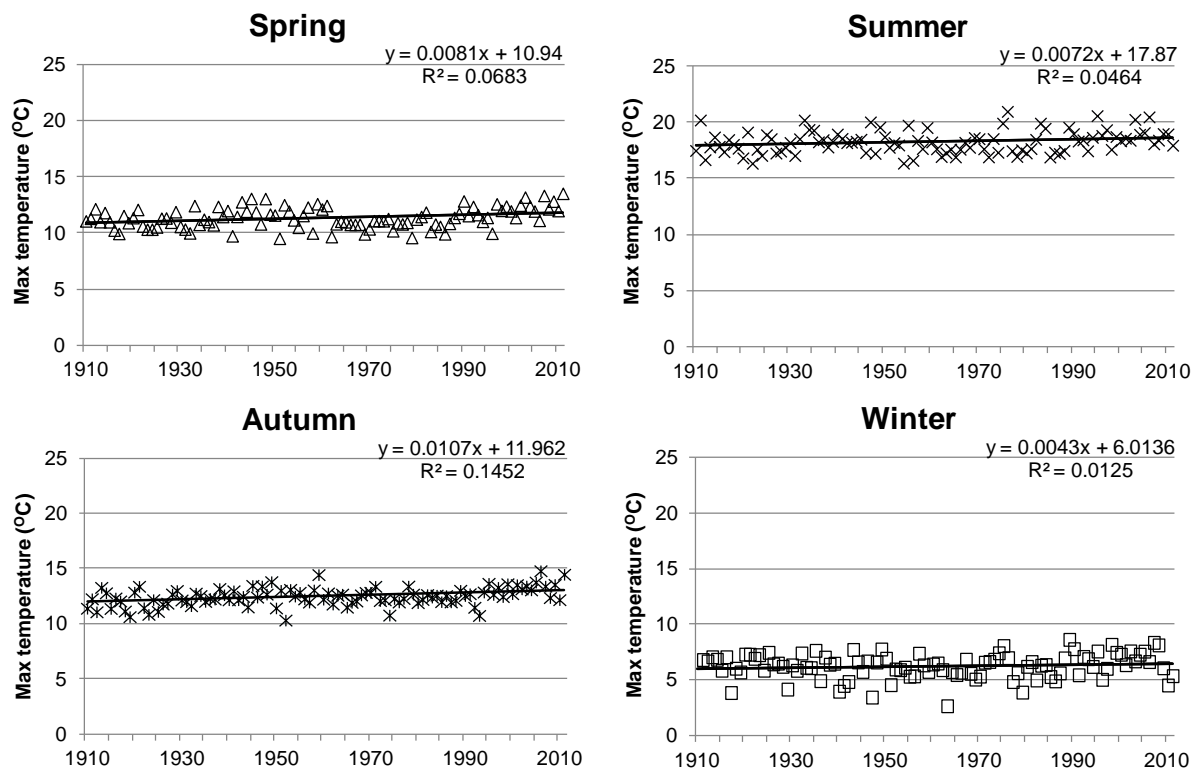 Spring
y = 0.0081x + 10.94
R² = 0.0683
Max temperature (ºC)
25
20
15
10
5
0
1910 1930 1950 1970 1990 2010
Summer
y = 0.0072x + 17.87
R² = 0.0464
Max temperature (ºC)
25
20
15
10
5
0
1910 1930 1950 1970 1990 2010
Autumn
y = 0.0107x + 11.962
R² = 0.1452
Max temperature (ºC)
25
20
15
10
5
0
1910 1930 1950 1970 1990 2010
Winter
y = 0.0043x + 6.0136
R² = 0.0125
Max temperature (ºC)
25
20
15
10
5
0
1910 1930 1950 1970 1990 2010